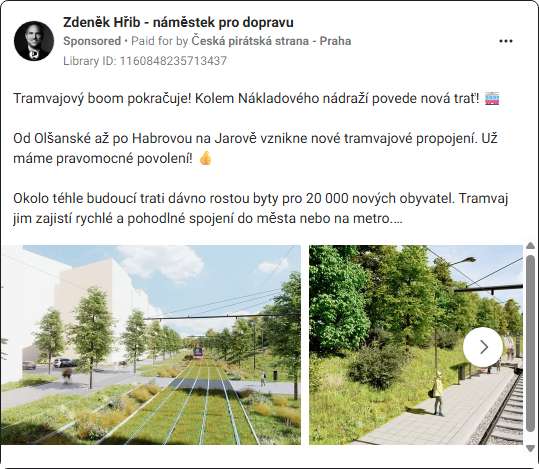 Zdeněk Hřib - náměstek pro dopravu
Sponsored • Paid for by Česká pirátská strana - Praha
Library ID: 1160848235713437
Tramvajový boom pokračuje! Kolem Nákladového nádraží povede nová trať! 🚋
Od Olšanské až po Habrovou na Jarově vznikne nové tramvajové propojení. Už
máme pravomocné povolení! 👍
Okolo téhle budoucí trati dávno rostou byty pro 20 000 nových obyvatel. Tramvaj
jim zajistí rychlé a pohodlné spojení do města nebo na metro....